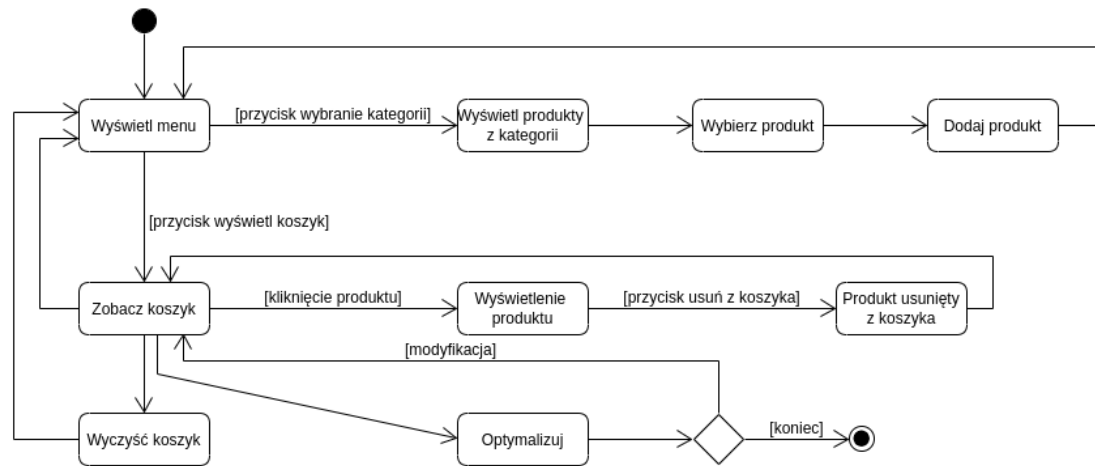 [przycisk wybranie kategorii]
Wyświetl menu
Wyświetl produkty
z kategorii
Wybierz produkt
Dodaj produkt
[przycisk wyświetl koszyk]
Zobacz koszyk
[kliknięcie produktu]
Wyświetlenie
produktu
[przycisk usuń z koszyka]
Produkt usunięty
z koszyka
[modyfikacja]
Wyczyść koszyk
Optymalizuj
[koniec]